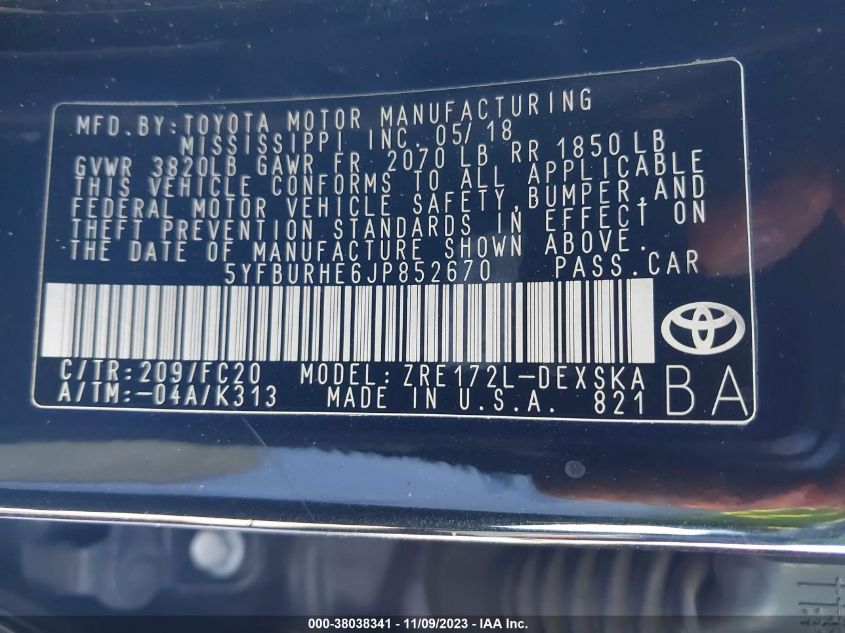 MFD.BY:TOYOTA MOTOR MANUFACTURING
MISSISSIPPI INC. 05/18
GVWR 3820LB GAWR FR 2070 LB RR 1850 LB
THIS VEHICLE CONFORMS TO ALL APPLICABLE
FEDERAL MOTOR VEHICLE SAFETY,BUMPER,AND
THEFT PREVENTION STANDARDS IN EFFECT ON
THE DATE OF MANUFACTURE SHOWN ABOVE.
5YFBURHE6JP852670 PASS.CAR
C/TR:209/FC20 MODEL:ZRE172L-DEXSKA
A/TM:-04A/K313 MADE IN U.S.A. 821 BA
000-38038341 - 11/09/2023 - IAA Inc.